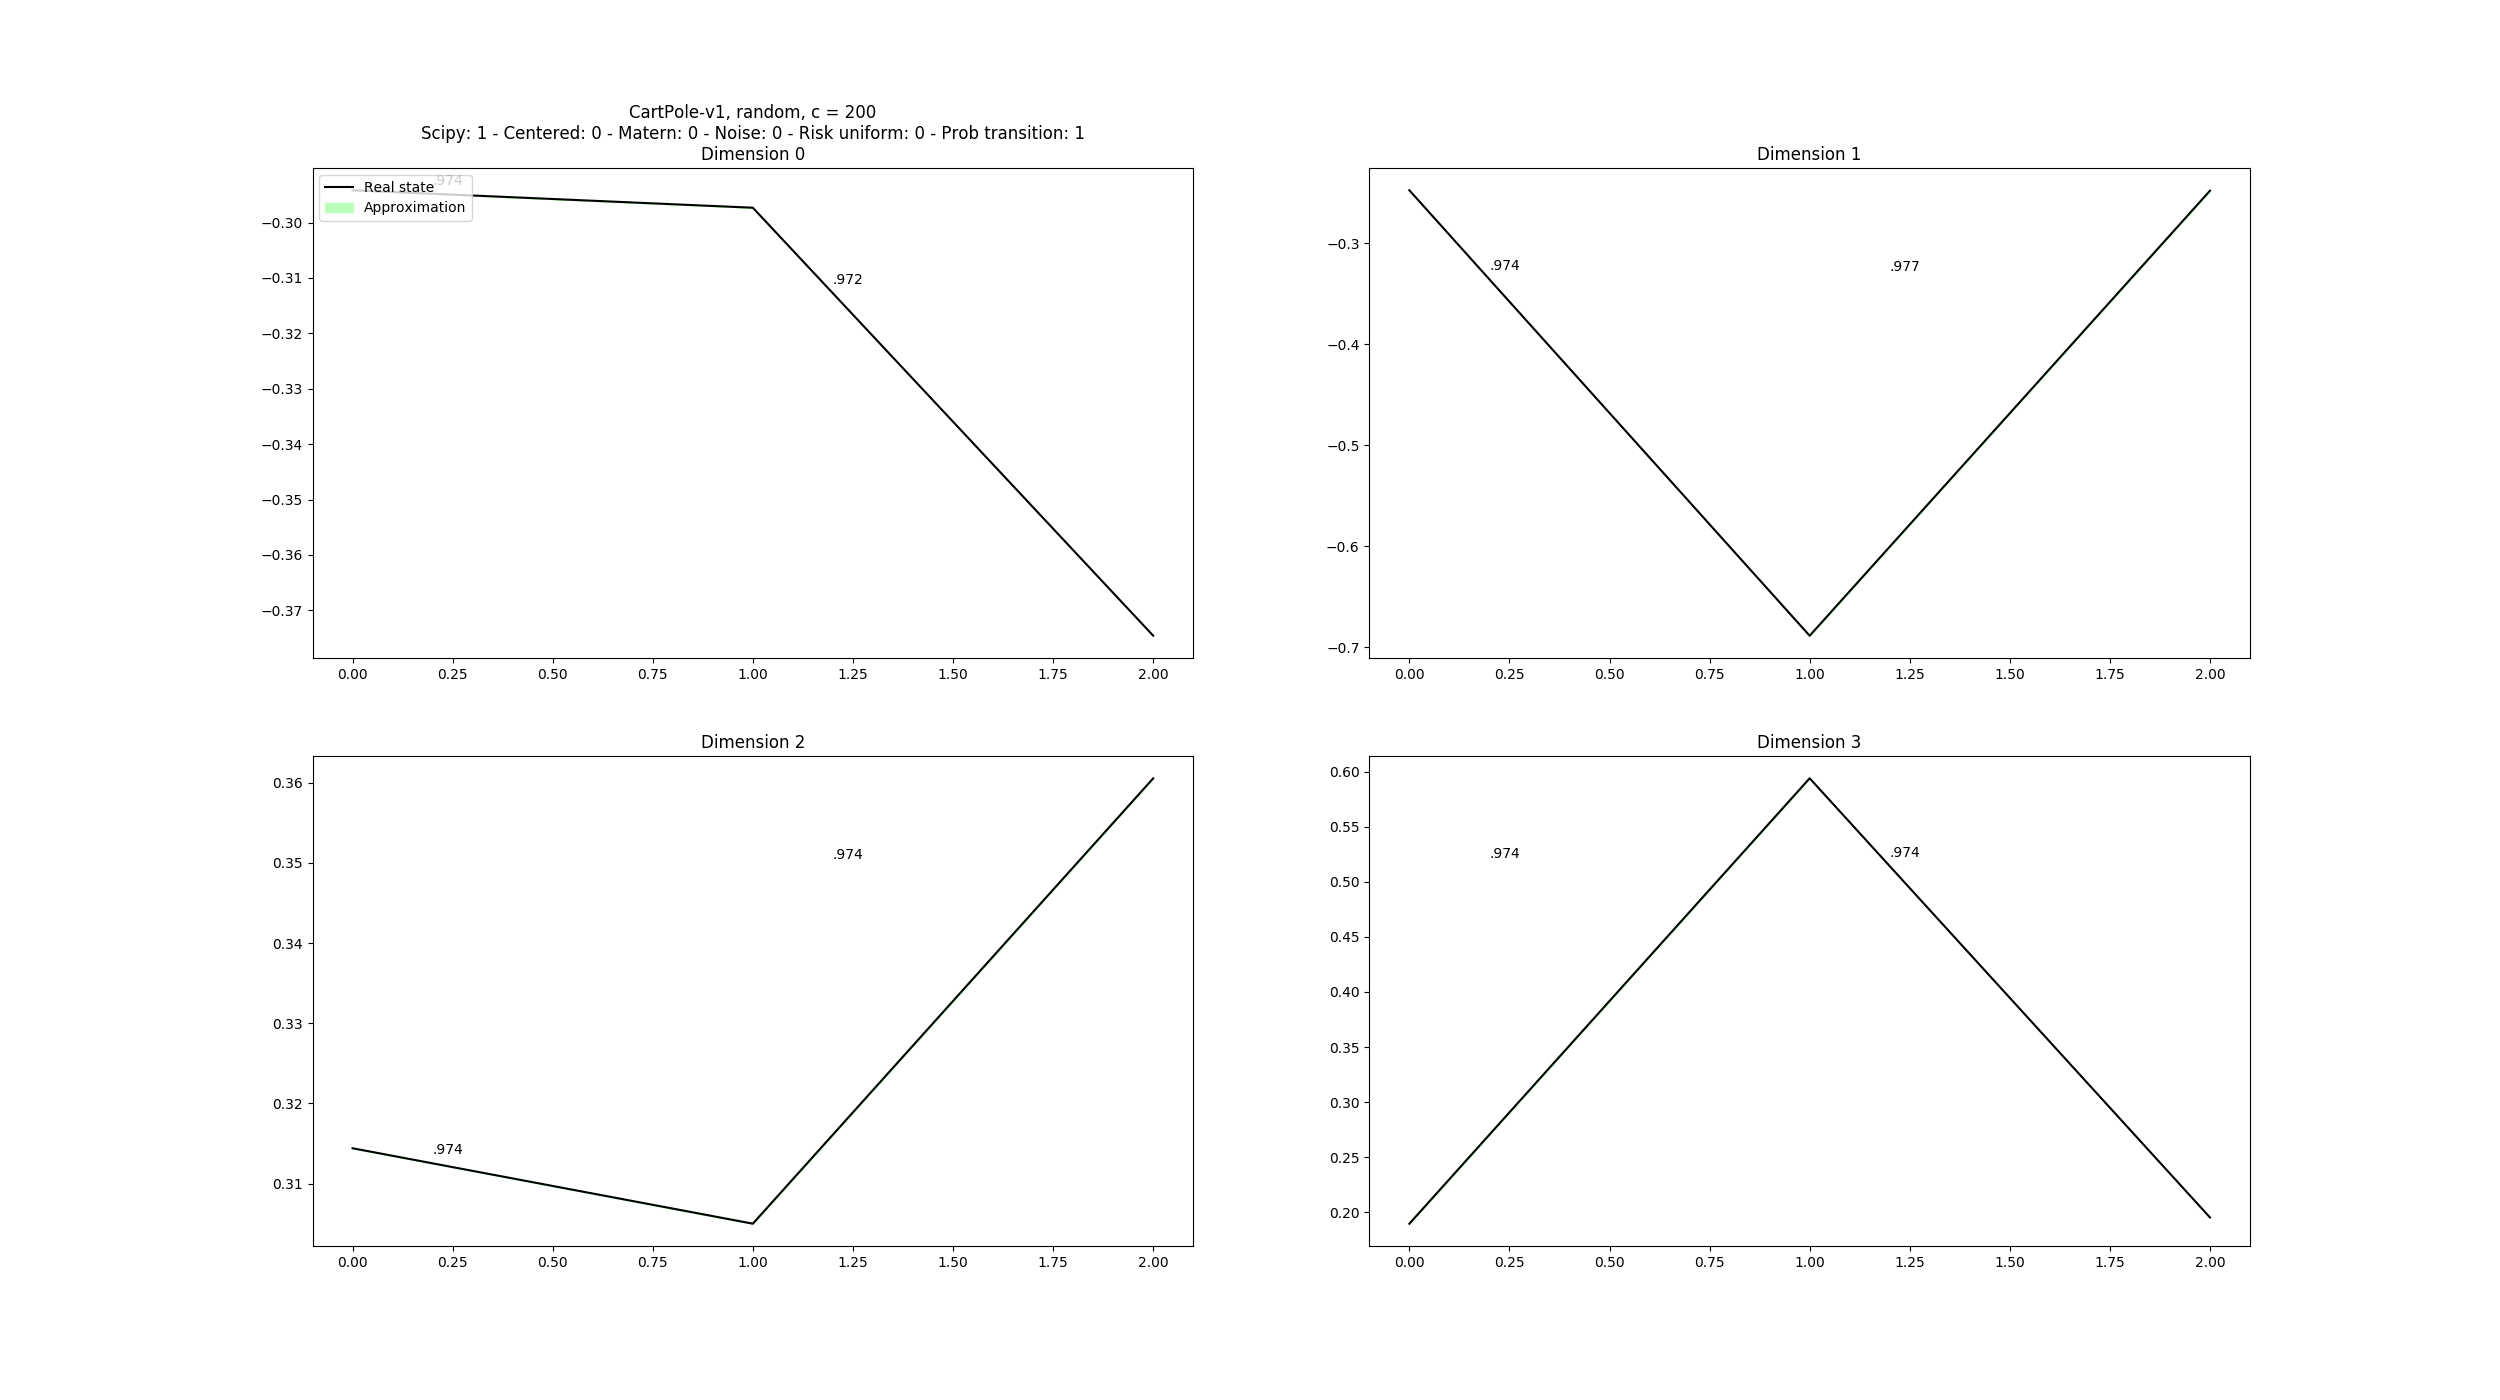 CartPole-v1, random, c = 200
Scipy: 1 - Centered: 0 - Matern: 0 - Noise: 0 - Risk uniform: 0 - Prob transition: 1
Dimension 0
.974
Real state
Approximation
.972
−0.30
−0.31
−0.32
−0.33
−0.34
−0.35
−0.36
−0.37
0.00 0.25 0.50 0.75 1.00 1.25 1.50 1.75 2.00
Dimension 1
.974 .977
−0.3
−0.4
−0.5
−0.6
−0.7
0.00 0.25 0.50 0.75 1.00 1.25 1.50 1.75 2.00
Dimension 2
0.36
.974
0.35
0.34
0.33
0.32
.974
0.31
0.00 0.25 0.50 0.75 1.00 1.25 1.50 1.75 2.00
Dimension 3
0.60
0.55
.974 .974
0.50
0.45
0.40
0.35
0.30
0.25
0.20
0.00 0.25 0.50 0.75 1.00 1.25 1.50 1.75 2.00